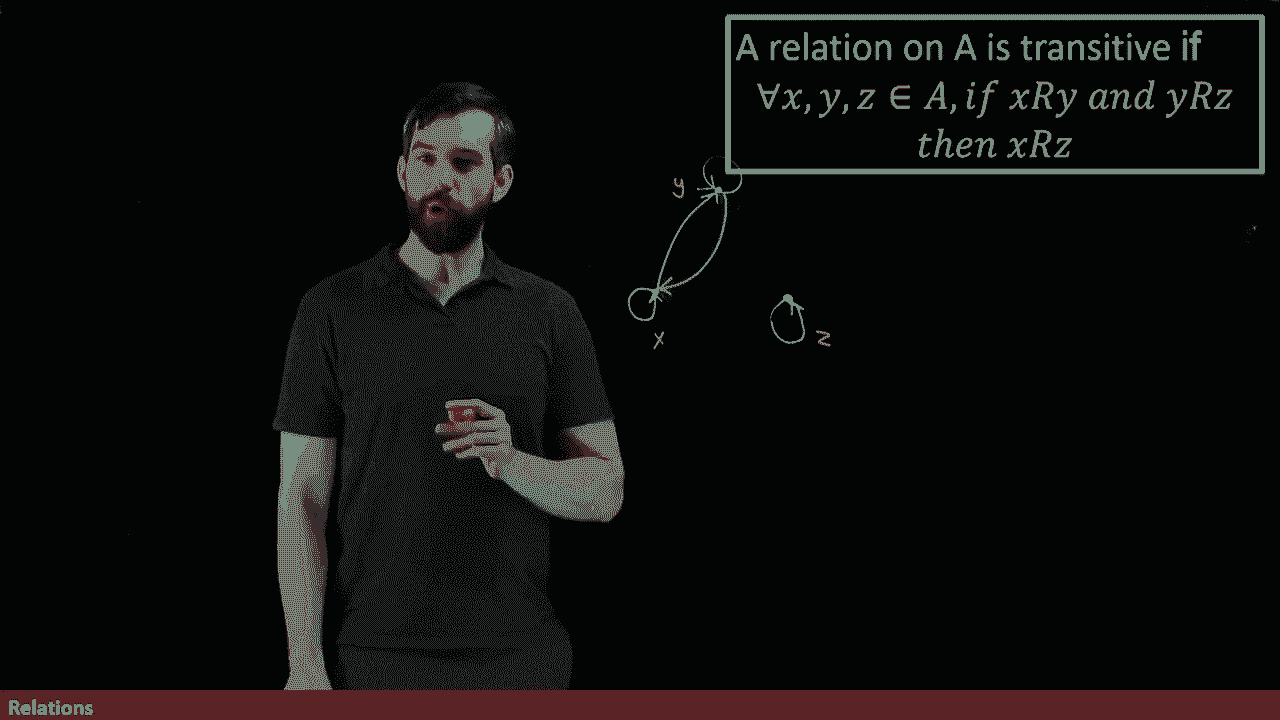 A relation on A is transitive if
∀x, y, z ∈ A, if xRy and yRz
then xRz
y
x
z
Relations